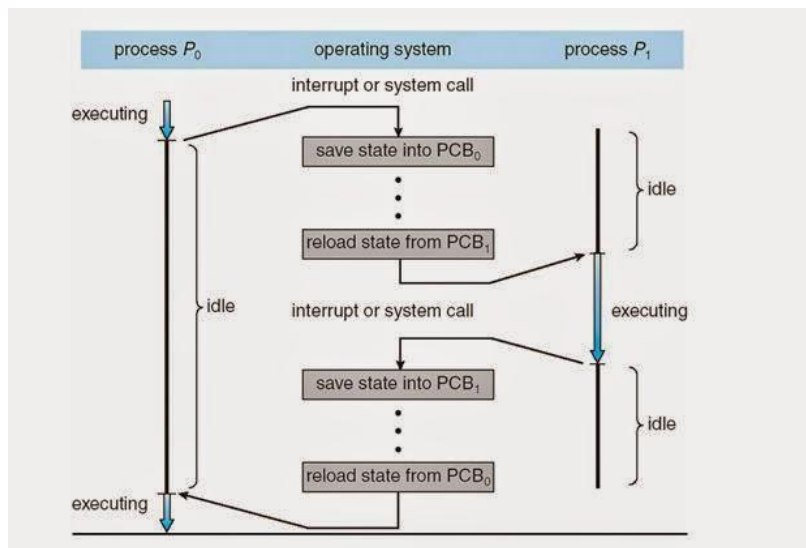 process P₀ operating system process P₁
interrupt or system call
executing
save state into PCB₀
idle
reload state from PCB₁
idle
interrupt or system call
executing
save state into PCB₁
idle
reload state from PCB₀
executing